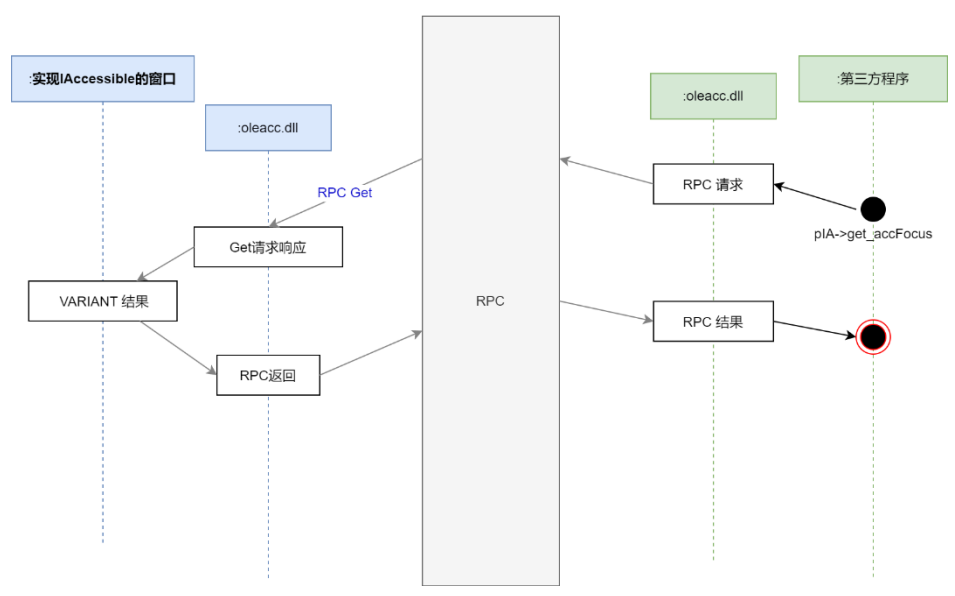 :实现IAccessible的窗口
:oleacc.dll
:oleacc.dll
:第三方程序
RPC Get
RPC 请求
pIA->get_accFocus
Get请求响应
VARIANT 结果
RPC
RPC 结果
RPC返回